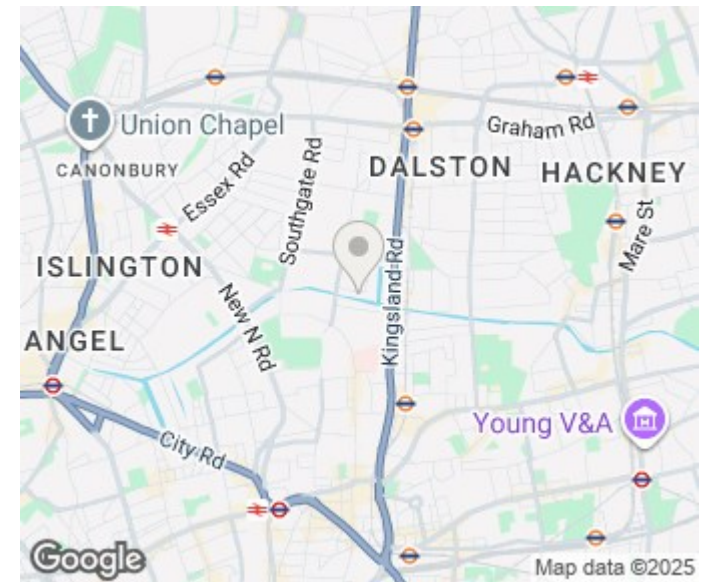 Union Chapel
CANONBURY
Essex Rd
Southgate Rd
Graham Rd
DALSTON
HACKNEY
Mare St
ISLINGTON
New N Rd
Kingsland Rd
ANGEL
City Rd
Young V&A
Google
Map data ©2025